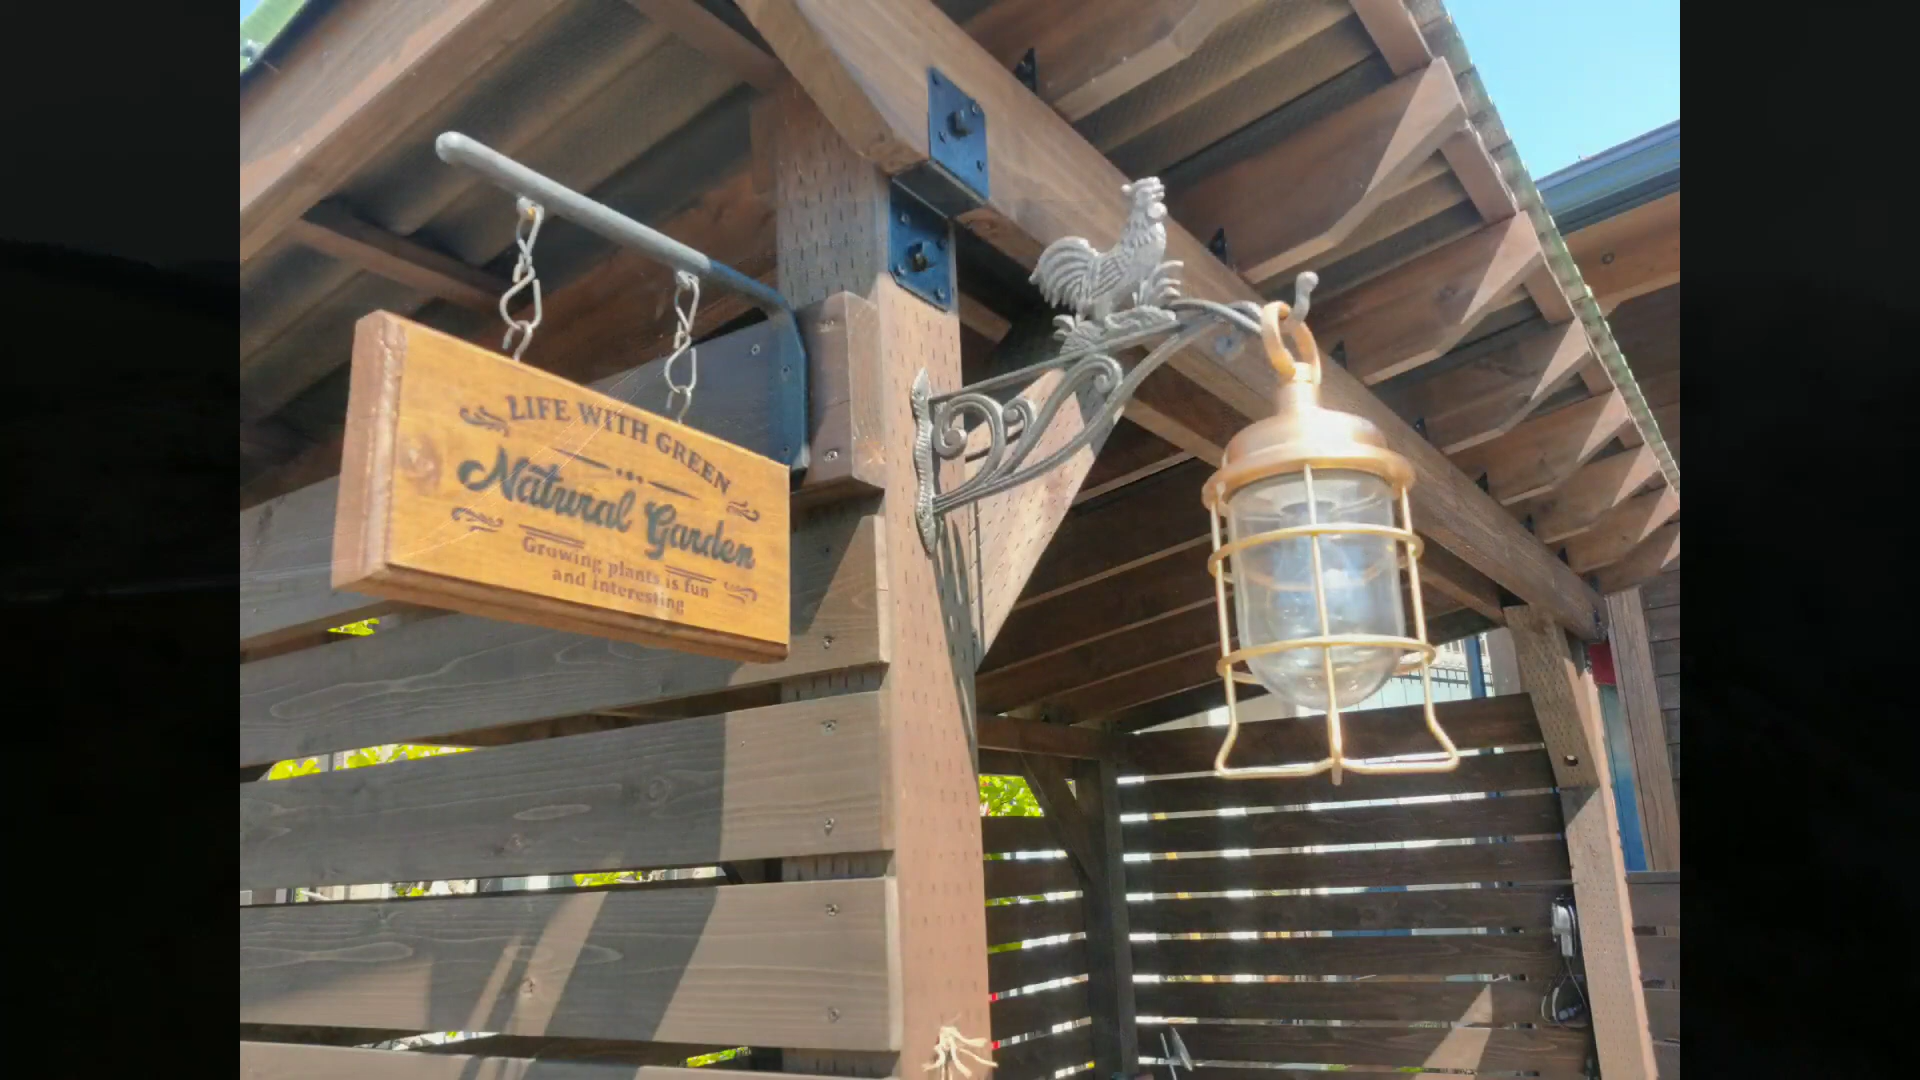 LIFE WITH GREEN
Natural Garden
Growing plants is fun
and interesting